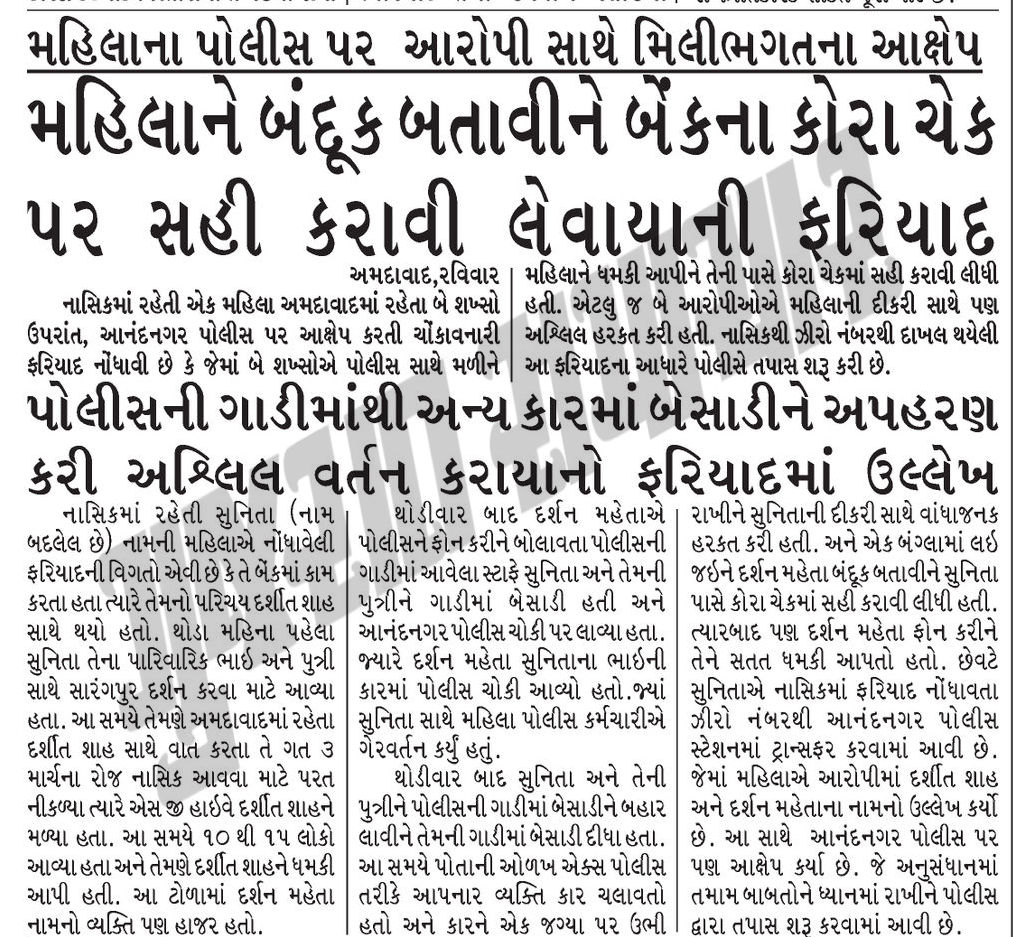 મહિલાના પોલીસ પર આરોપી સાથે મિલીભગતના આક્ષેપ
મહિલાને બંદૂક બતાવીને બેંકના કોરા ચેક
પર સહી કરાવી લેવાયાની ફરિયાદ
અમદાવાદ,રવિવાર
નાસિકમાં રહેતી એક મહિલા અમદાવાદમાં રહેતા બે શખ્સો
ઉપરાંત, આનંદનગર પોલીસ પર આક્ષેપ કરતી ચોંકાવનારી
ફરિયાદ નોંધાવી છે કે જેમાં બે શખ્સોએ પોલીસ સાથે મળીને
મહિલાને ધમકી આપીને તેની પાસે કોરા ચેકમાં સહી કરાવી લીધી
હતી. એટલુ જ બે આરોપીઓએ મહિલાની દીકરી સાથે પણ
અશ્લિલ હરકત કરી હતી. નાસિકથી ઝીરો નંબરથી દાખલ થયેલી
આ ફરિયાદના આધારે પોલીસે તપાસ શરૂ કરી છે.
પોલીસની ગાડીમાંથી અન્ય કારમાં બેસાડીને અપહરણ
કરી અશ્લિલ વર્તન કરાયાનો ફરિયાદમાં ઉલ્લેખ
નાસિકમાં રહેતી સુનિતા (નામ
બદલેલ છે) નામની મહિલાએ નોંધાવેલી
ફરિયાદની વિગતો એવી છે કે તે બેંકમાં કામ
કરતા હતા ત્યારે તેમનો પરિચય દર્શીત શાહ
સાથે થયો હતો. થોડા મહિના પહેલા
સુનિતા તેના પારિવારિક ભાઇ અને પુત્રી
સાથે સારંગપુર દર્શન કરવા માટે આવ્યા
હતા. આ સમયે તેમણે અમદાવાદમાં રહેતા
દર્શીત શાહ સાથે વાત કરતા તે ગત ૩
માર્ચના રોજ નાસિક આવવા માટે પરત
નીકળ્યા ત્યારે એસ જી હાઇવે દર્શીત શાહને
મળ્યા હતા. આ સમયે ૧૦ થી ૧૫ લોકો
આવ્યા હતા અને તેમણે દર્શીત શાહને ધમકી
આપી હતી. આ ટોળામાં દર્શન મહેતા
નામનો વ્યક્તિ પણ હાજર હતો.
થોડીવાર બાદ દર્શન મહેતાએ
પોલીસને ફોન કરીને બોલાવતા પોલીસની
ગાડીમાં આવેલા સ્ટાફે સુનિતા અને તેમની
પુત્રીને ગાડીમાં બેસાડી હતી અને
આનંદનગર પોલીસ ચોકી પર લાવ્યા હતા.
જ્યારે દર્શન મહેતા સુનિતાના ભાઇની
કારમાં પોલીસ ચોકી આવ્યો હતો.જ્યાં
સુનિતા સાથે મહિલા પોલીસ કર્મચારીએ
ગેરવર્તન કર્યું હતું.
થોડીવાર બાદ સુનિતા અને તેની
પુત્રીને પોલીસની ગાડીમાં બેસાડીને બહાર
લાવીને તેમની ગાડીમાં બેસાડી દીધા હતા.
આ સમયે પોતાની ઓળખ એક્સ પોલીસ
તરીકે આપનાર વ્યક્તિ કાર ચલાવતો
હતો અને કારને એક જગ્યા પર ઉભી
રાખીને સુનિતાની દીકરી સાથે વાંધાજનક
હરકત કરી હતી. અને એક બંગ્લામાં લઇ
જઇને દર્શન મહેતા બંદૂક બતાવીને સુનિતા
પાસે કોરા ચેકમાં સહી કરાવી લીધી હતી.
ત્યારબાદ પણ દર્શન મહેતા ફોન કરીને
તેને સતત ધમકી આપતો હતો. છેવટે
સુનિતાએ નાસિકમાં ફરિયાદ નોંધાવતા
ઝીરો નંબરથી આનંદનગર પોલીસ
સ્ટેશનમાં ટ્રાન્સફર કરવામાં આવી છે.
જેમાં મહિલાએ આરોપીમાં દર્શીત શાહ
અને દર્શન મહેતાના નામનો ઉલ્લેખ કર્યો
છે. આ સાથે આનંદનગર પોલીસ પર
પણ આક્ષેપ કર્યા છે. જે અનુસંધાનમાં
તમામ બાબતોને ધ્યાનમાં રાખીને પોલીસ
દ્વારા તપાસ શરૂ કરવામાં આવી છે.